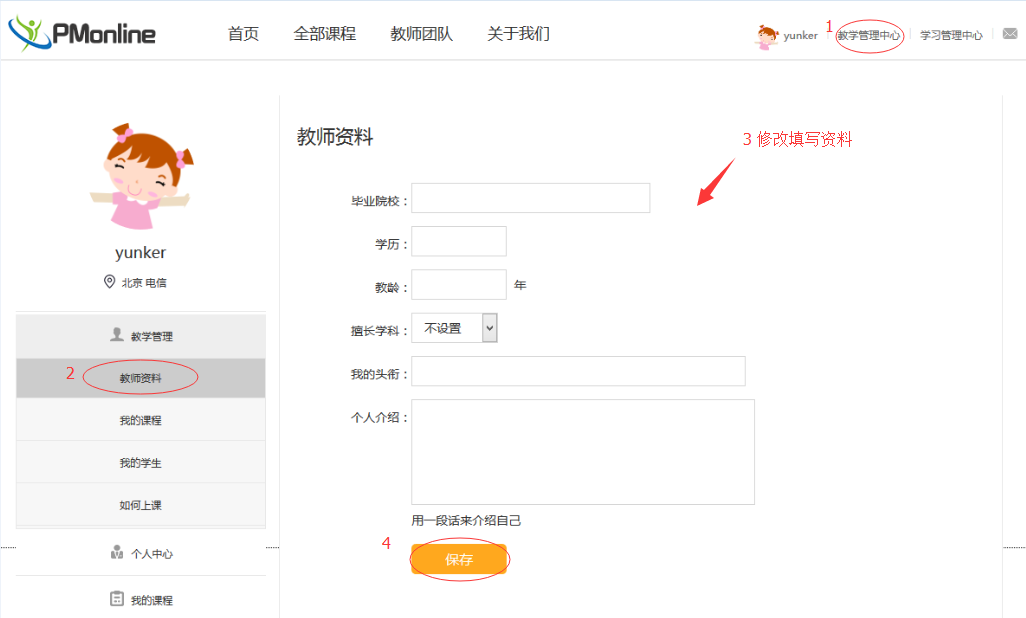 PMonline 首页 全部课程 教师团队 关于我们 yunker 1 教学管理中心 学习管理中心
教师资料
3 修改填写资料
毕业院校：
yunker
学历：
北京 电信
教龄： 年
擅长学科： 不设置
教学管理
我的头衔：
2 教师资料
个人介绍：
我的课程
我的学生
如何上课
用一段话来介绍自己
4 保存
个人中心
我的课程